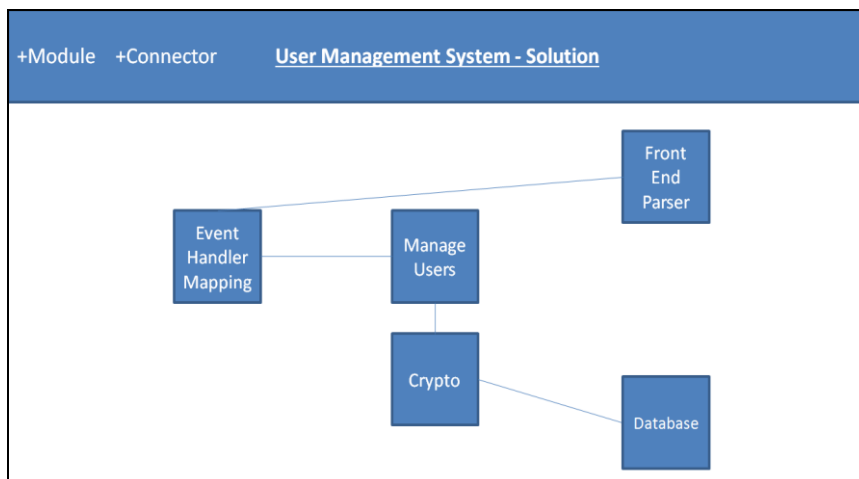 +Module +Connector User Management System - Solution
Front
End
Parser
Event
Handler
Mapping
Manage
Users
Crypto
Database